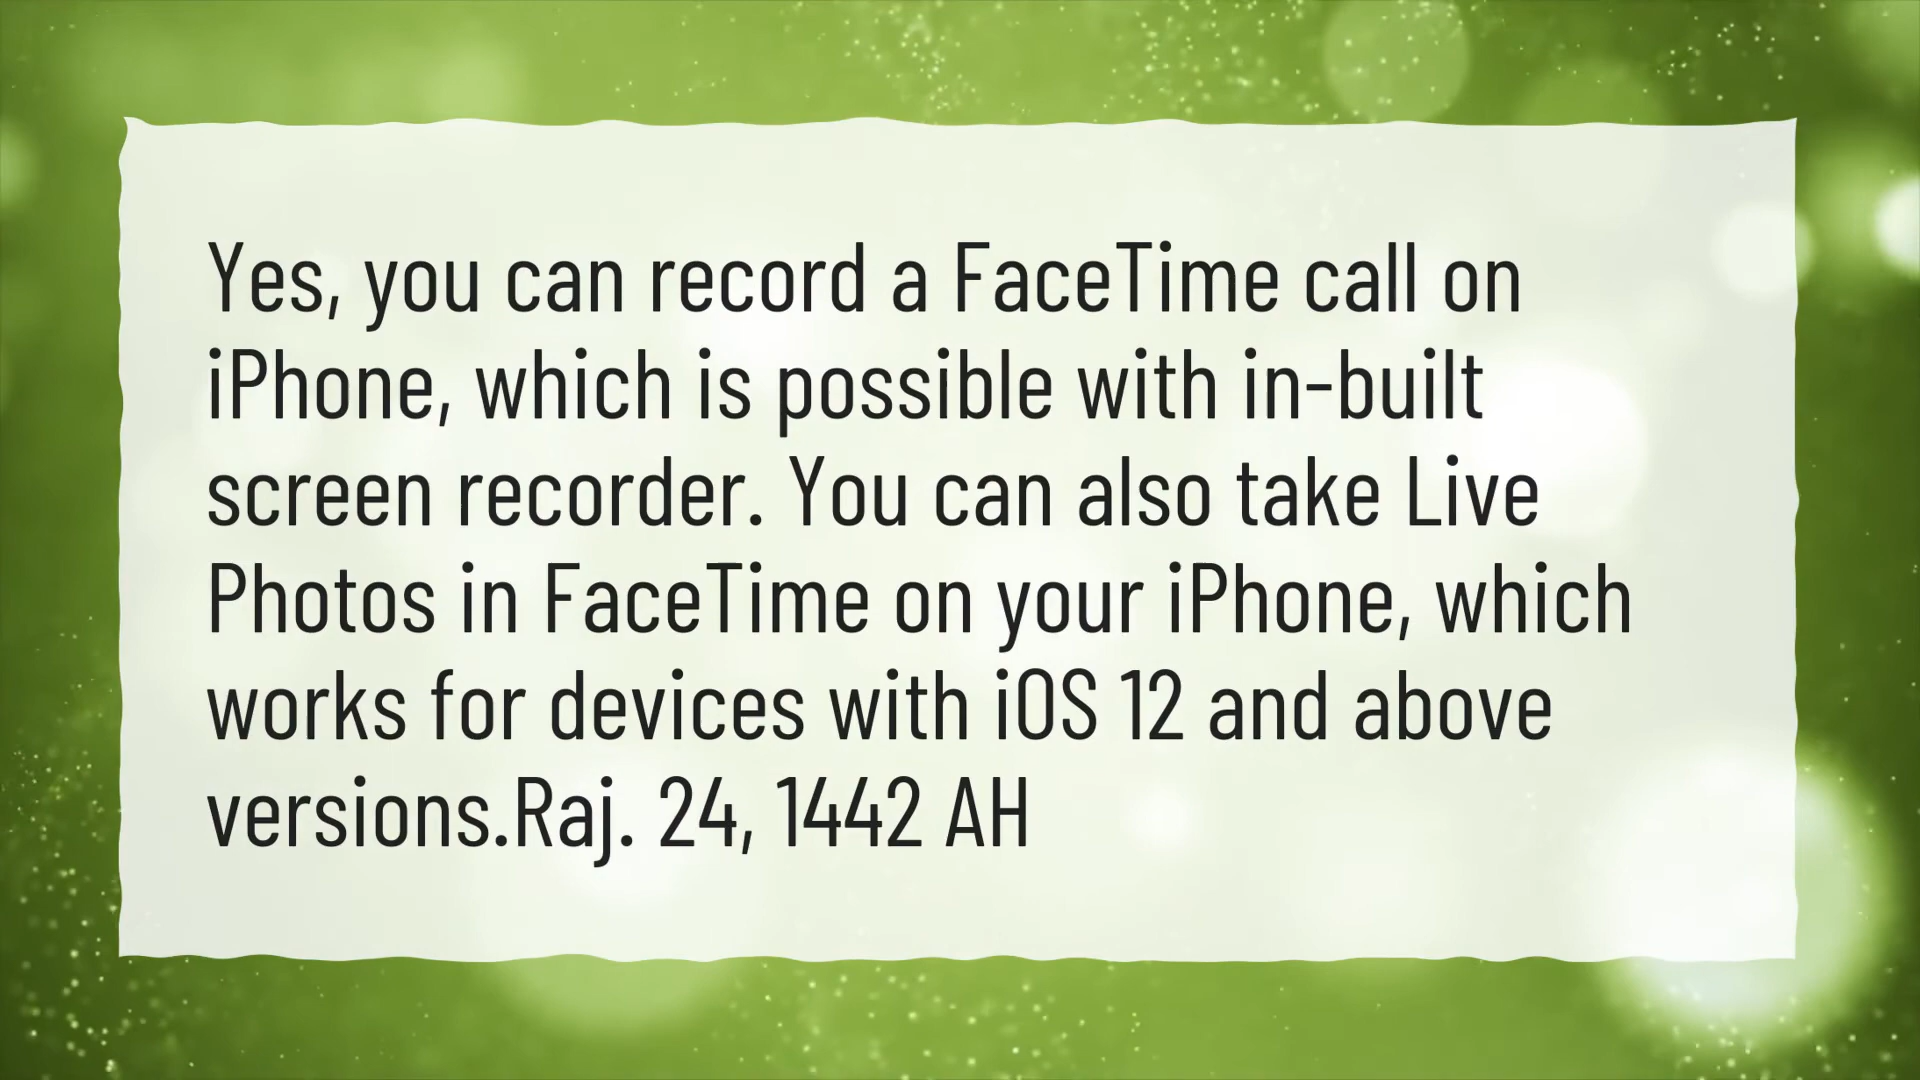 Yes, you can record a FaceTime call on
iPhone, which is possible with in-built
screen recorder. You can also take Live
Photos in FaceTime on your iPhone, which
works for devices with iOS 12 and above
versions.Raj. 24, 1442 AH